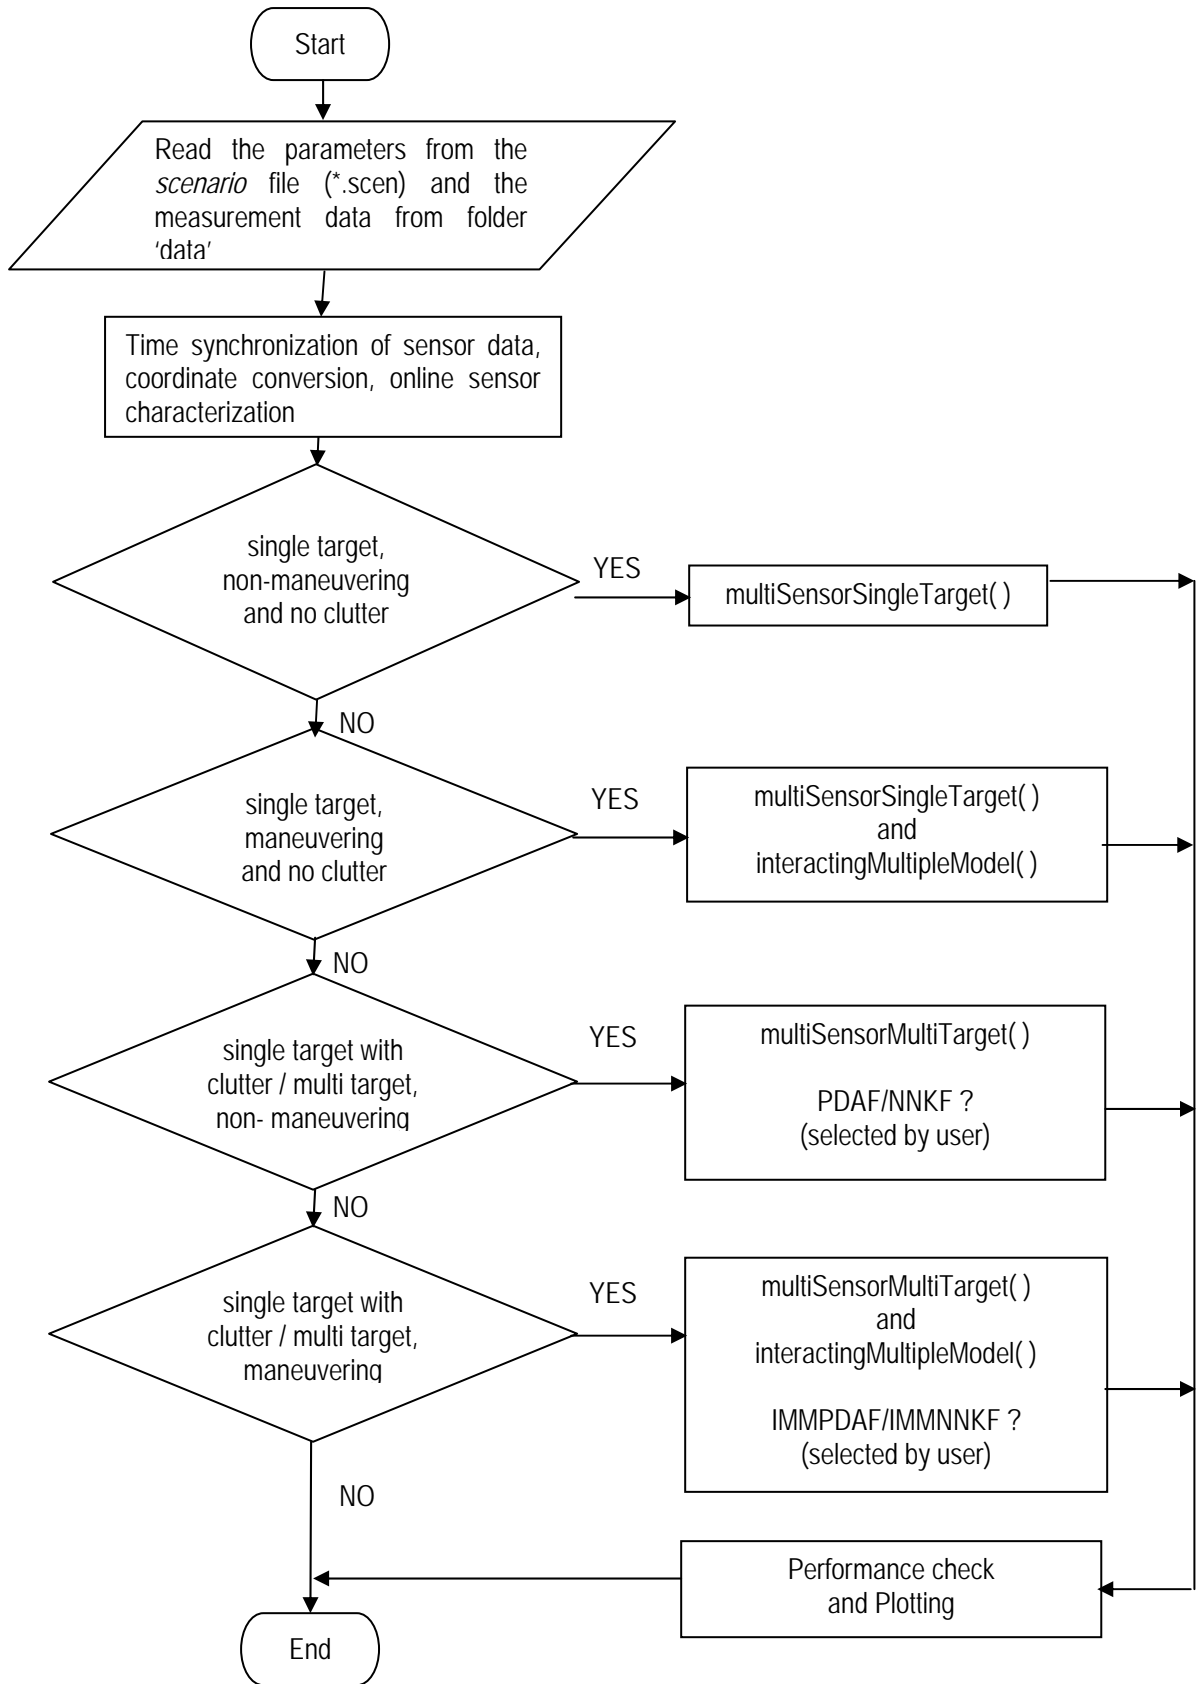 Start
Read the parameters from the
scenario file (*.scen) and the
measurement data from folder
‘data’
Time synchronization of sensor data,
coordinate conversion, online sensor
characterization
single target,
non-maneuvering
and no clutter
YES
multiSensorSingleTarget( )
NO
single target,
maneuvering
and no clutter
YES
multiSensorSingleTarget( )
and
interactingMultipleModel( )
NO
single target with
clutter / multi target,
non- maneuvering
YES
multiSensorMultiTarget( )
PDAF/NNKF ?
(selected by user)
NO
single target with
clutter / multi target,
maneuvering
YES
multiSensorMultiTarget( )
and
interactingMultipleModel( )
IMMPDAF/IMMNNKF ?
(selected by user)
NO
Performance check
and Plotting
End